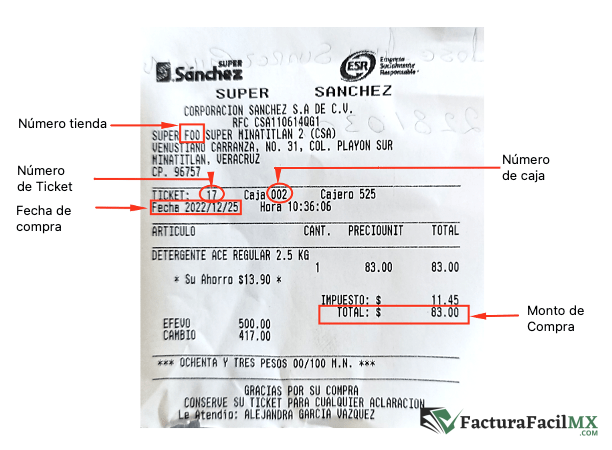 SUPER
Sánchez
ESR Empresa
Socialmente
Responsable
SUPER SANCHEZ
CORPORACION SANCHEZ S.A DE C.V.
RFC CSA110614QG1
Número tienda
SUPER F00 SUPER MINATITLAN 2 (CSA)
VENUSTIANO CARRANZA, NO. 31, COL. PLAYON SUR
MINATITLAN, VERACRUZ
CP. 96757
Número
de Ticket
Número
de caja
TICKET: 17 Caja 002 Cajero 525
Fecha de
compra
Fecha 2022/12/25 Hora 10:36:06
ARTICULO CANT. PRECIOUNIT TOTAL
DETERGENTE ACE REGULAR 2.5 KG
1 83.00 83.00
* Su Ahorro $13.90 *
IMPUESTO: $ 11.45
TOTAL: $ 83.00
Monto de
Compra
EFEVO 500.00
CAMBIO 417.00
*** OCHENTA Y TRES PESOS 00/100 M.N. ***
GRACIAS POR SU COMPRA
CONSERVE SU TICKET PARA CUALQUIER ACLARACION
Le Atendio: ALEJANDRA GARCIA VAZQUEZ
FacturaFacilMX
.COM